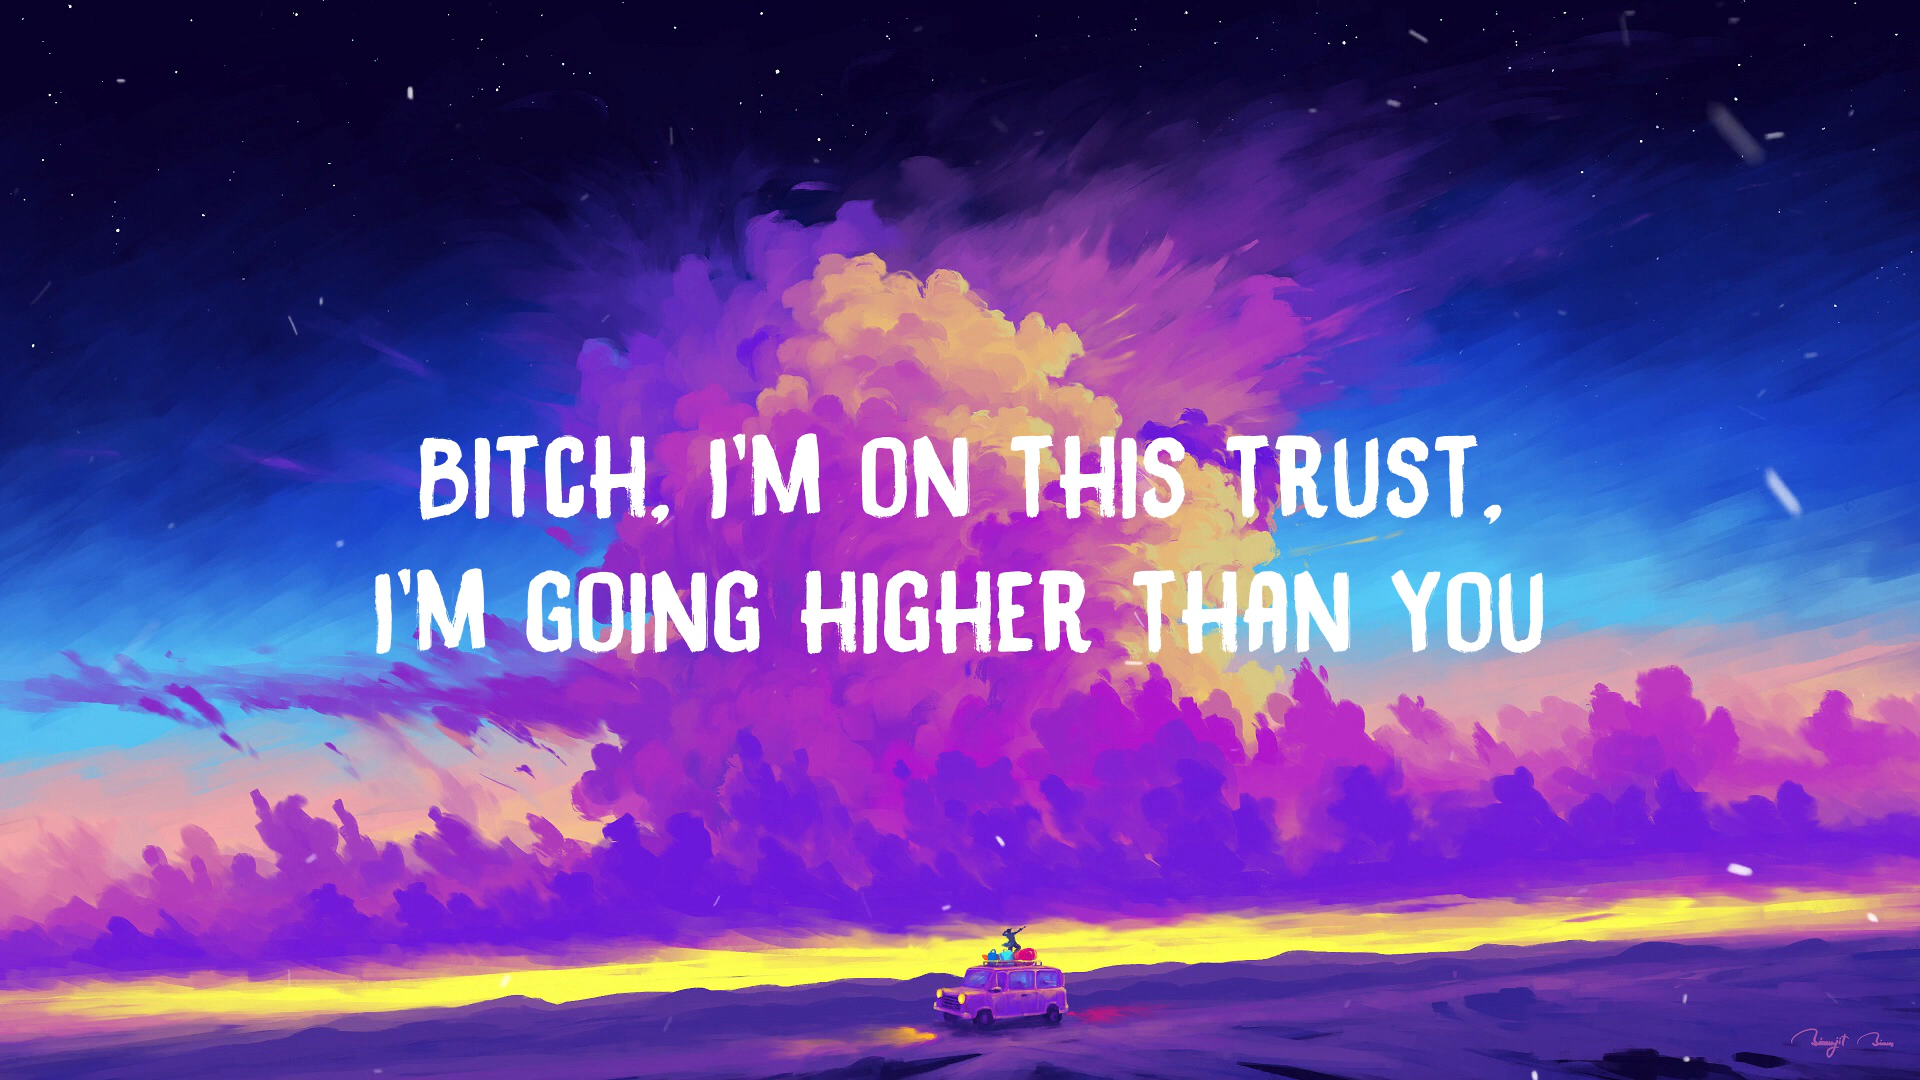 BITCH, I'M ON THIS TRUST,
I'M GOING HIGHER THAN YOU